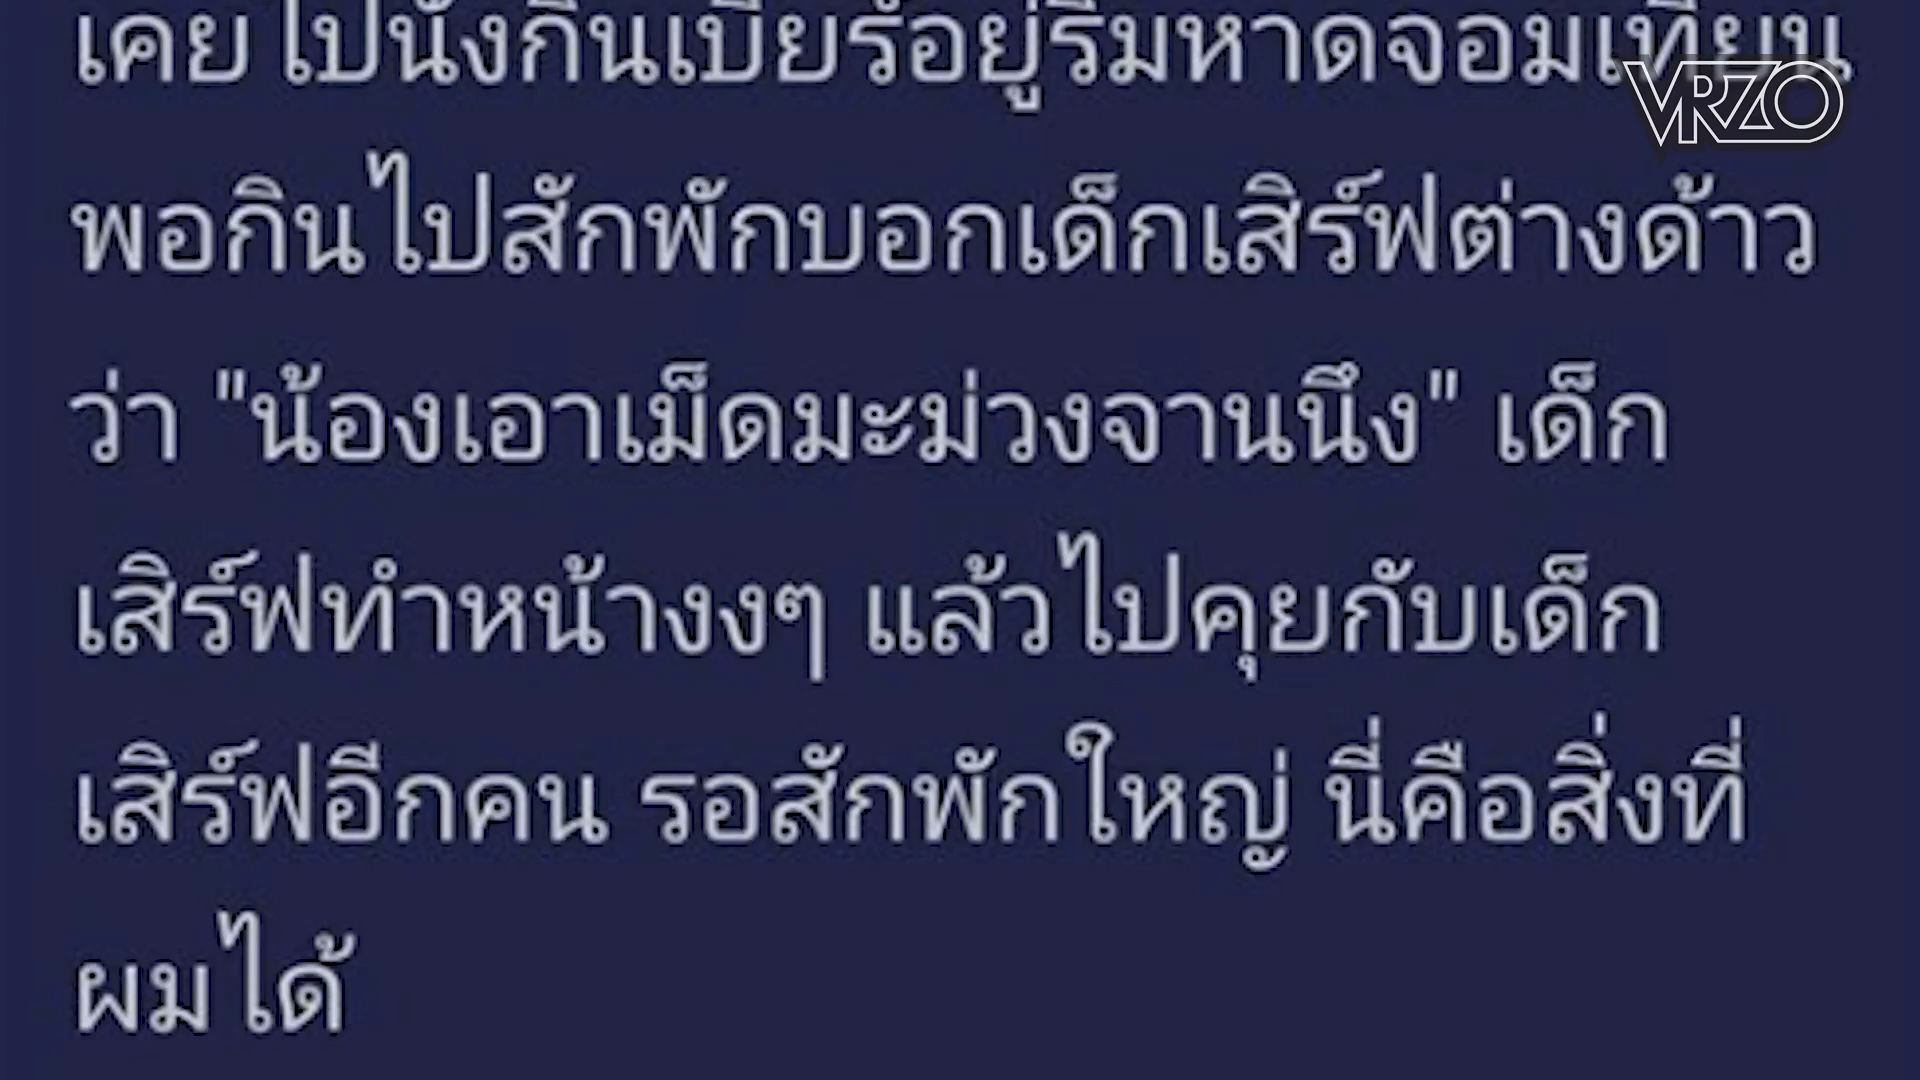 เคยไปนั่งกินเบียร์อยู่ริมหาดจอมเทียน
VRZO
พอกินไปสักพักบอกเด็กเสิร์ฟต่างด้าว
ว่า "น้องเอาเม็ดมะม่วงจานนึง" เด็ก
เสิร์ฟทำหน้างงๆ แล้วไปคุยกับเด็ก
เสิร์ฟอีกคน รอสักพักใหญ่ นี่คือสิ่งที่
ผมได้